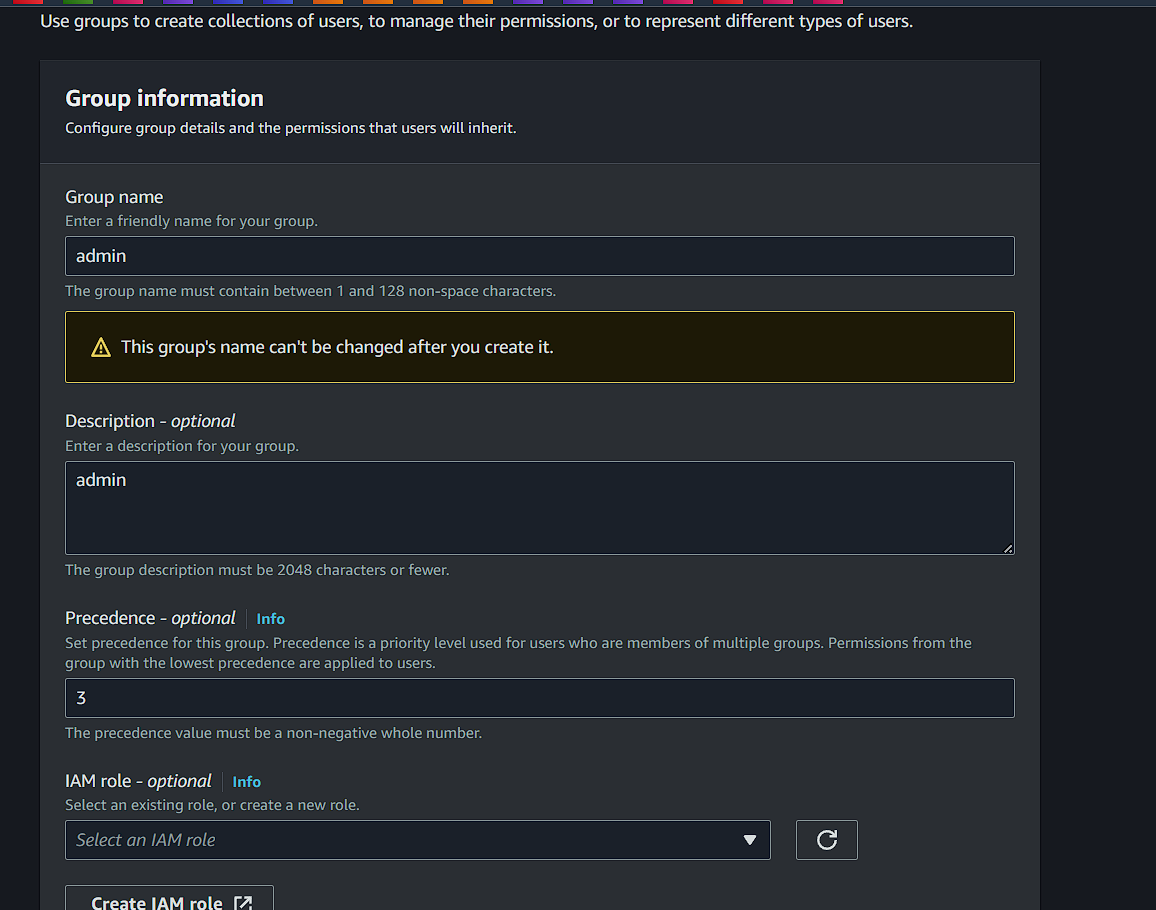 Use groups to create collections of users, to manage their permissions, or to represent different types of users.
Group information
Configure group details and the permissions that users will inherit.
Group name
Enter a friendly name for your group.
admin
The group name must contain between 1 and 128 non-space characters.
This group's name can't be changed after you create it.
Description - optional
Enter a description for your group.
admin
The group description must be 2048 characters or fewer.
Precedence - optional Info
Set precedence for this group. Precedence is a priority level used for users who are members of multiple groups. Permissions from the
group with the lowest precedence are applied to users.
3
The precedence value must be a non-negative whole number.
IAM role - optional Info
Select an existing role, or create a new role.
Select an IAM role
Create IAM role